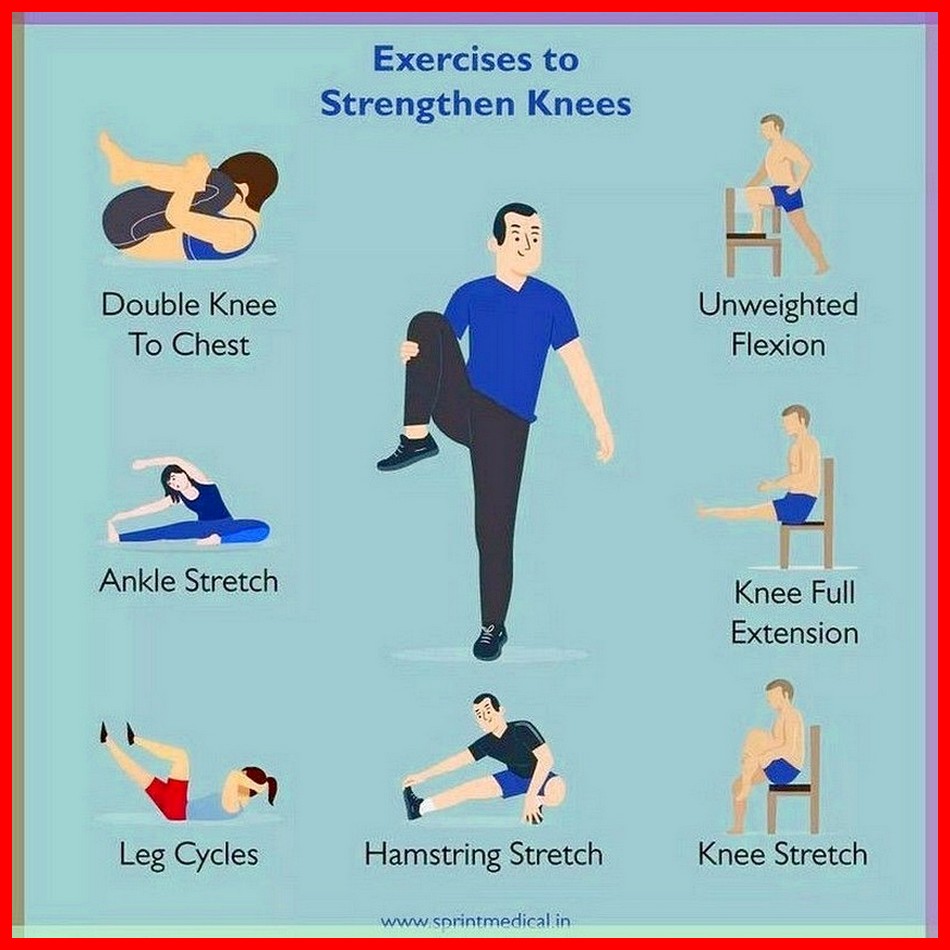 Exercises to
Strengthen Knees
Double Knee
To Chest
Unweighted
Flexion
Ankle Stretch
Knee Full
Extension
Leg Cycles
Hamstring Stretch
Knee Stretch
www.sprintmedical.in